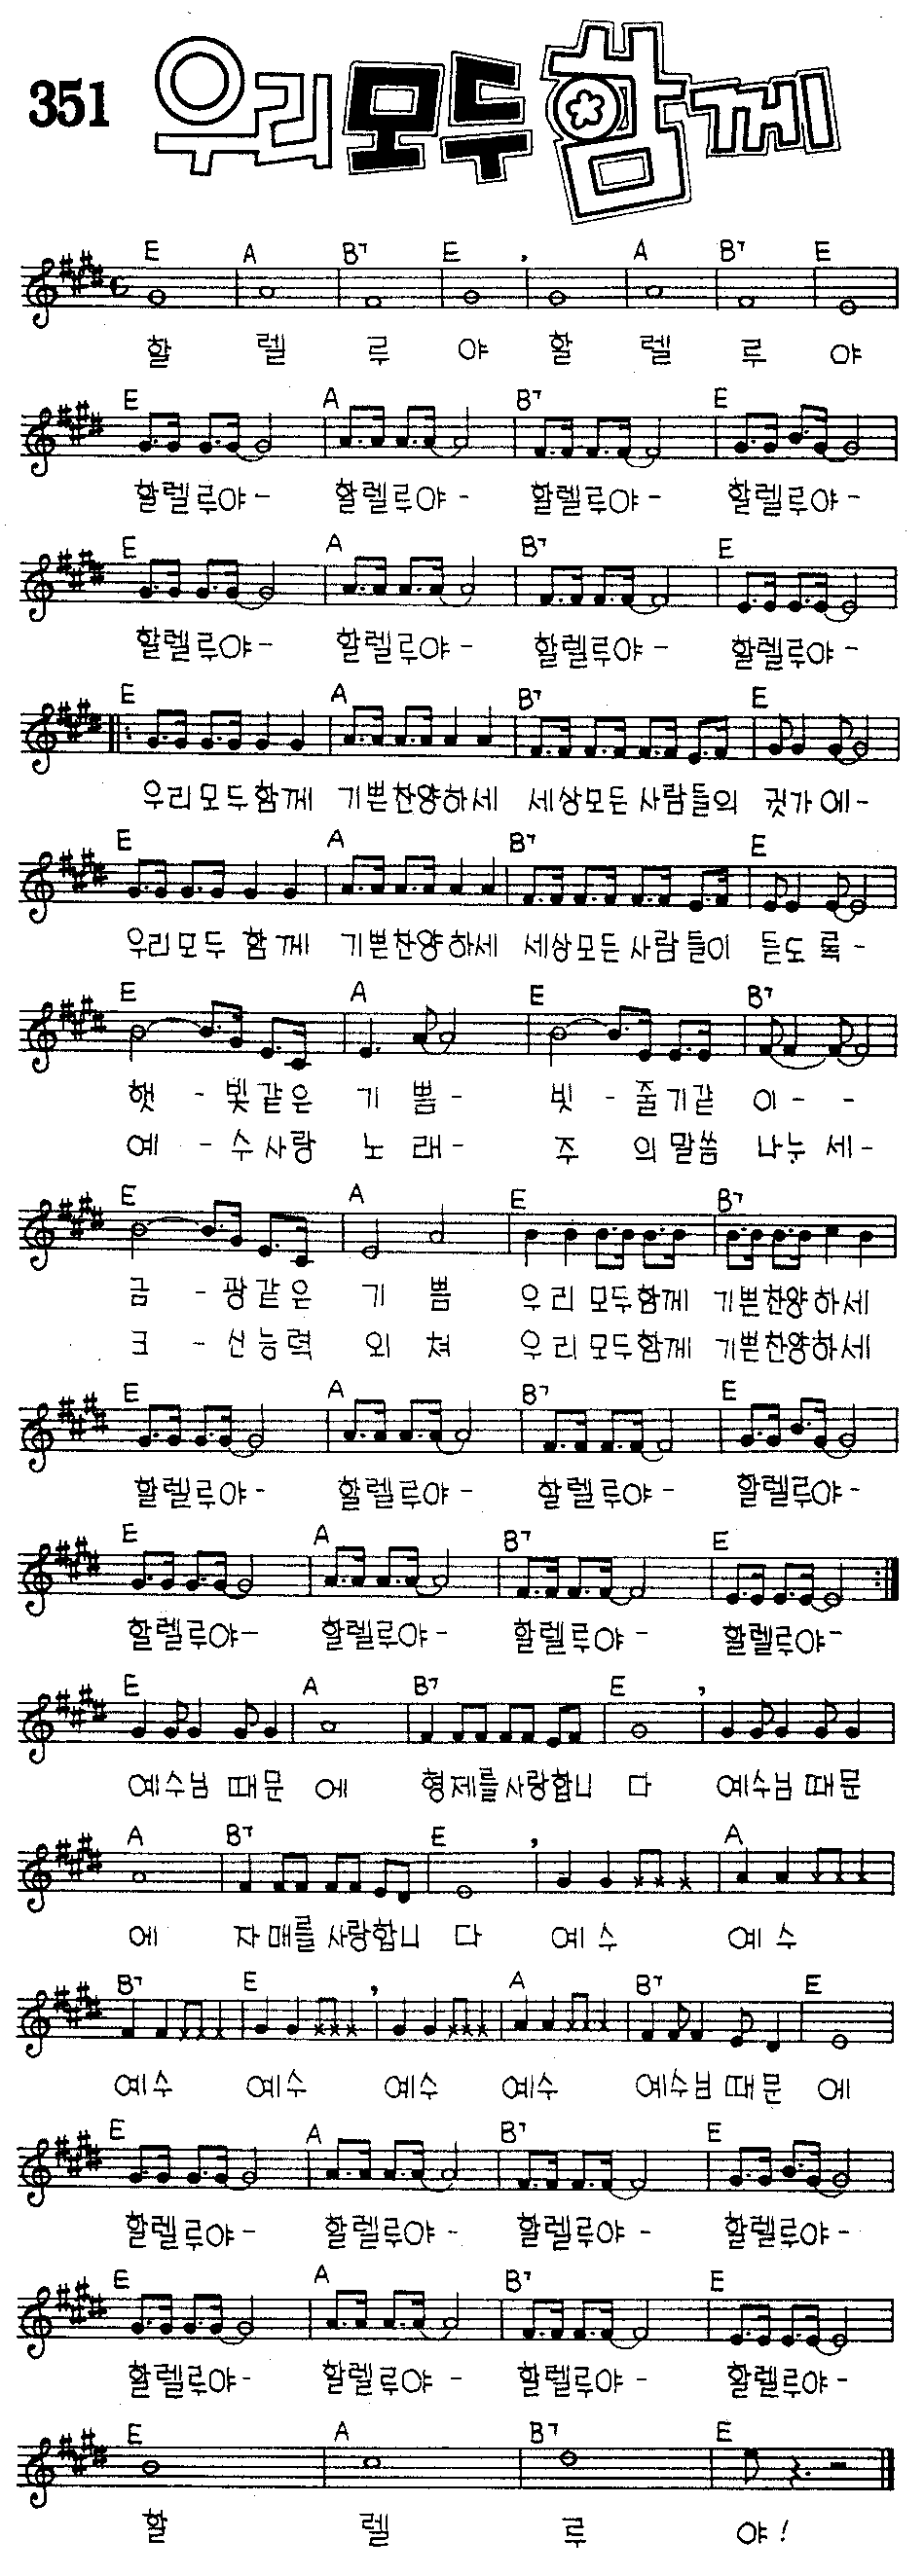 351 우리모두함께
E A B7 E E A B7 E
할 렐 루 야 할 렐 루 야
E A B7 E
할렐루야- 할렐루야- 할렐루야- 할렐루야-
E A B7 E
할렐루야- 할렐루야- 할렐루야- 할렐루야-
E A B7 E
우리모두함께 기쁜찬양하세 세상모든 사람들의 귓가에-
E A B7 E
우리모두 함께 기쁜찬양하세 세상모든 사람들이 듣도록-
E A E B7
햇 - 빛같은 기 쁨- 빗 - 줄기같 이- -
예 - 수사랑 노 래- 주 의말씀 나누세-
E A E B7
금 - 광같은 기 쁨 우리 모두함께 기쁜찬양하세
크 - 신능력 외 쳐 우리모두함께 기쁜찬양하세
E A B7 E
할렐루야- 할렐루야- 할렐루야- 할렐루야-
E A B7 E
할렐루야- 할렐루야- 할렐루야- 할렐루야-
E A B7 E
예수님 때문 에 형제를사랑합니 다 예수님 때문
A B7 E A
에 자매를 사랑합니 다 예수 예수
B7 E A B7 E
예수 예수 예수 예수 예수님 때문 에
E A B7 E
할렐루야- 할렐루야- 할렐루야- 할렐루야-
E A B7 E
할렐루야- 할렐루야- 할렐루야- 할렐루야-
E A B7 E
할 렐 루 야!